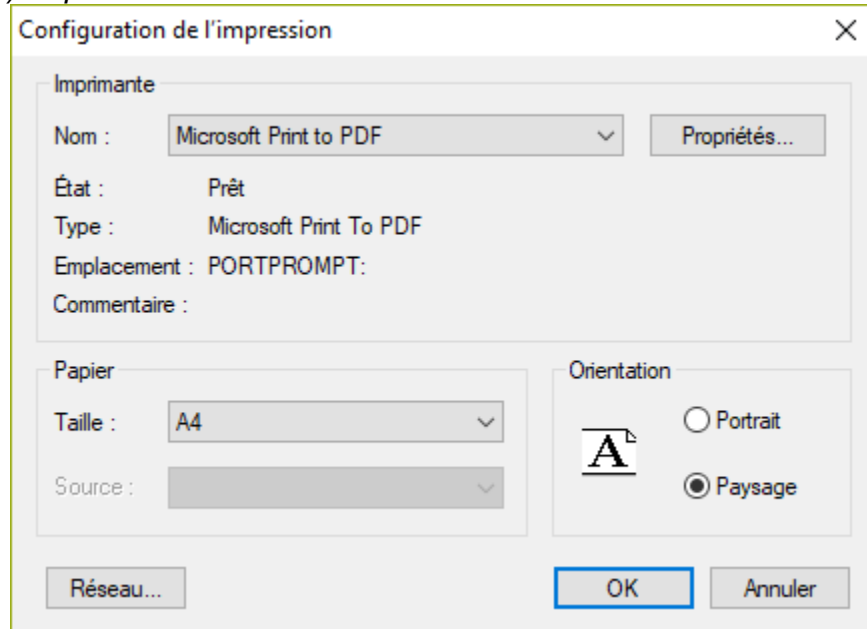 Configuration de l'impression
Imprimante
Nom : Microsoft Print to PDF Propriétés...
État : Prêt
Type : Microsoft Print To PDF
Emplacement : PORTPROMPT:
Commentaire :
Papier
Taille : A4
Source :
Orientation
A
Portrait
Paysage
Réseau... OK Annuler